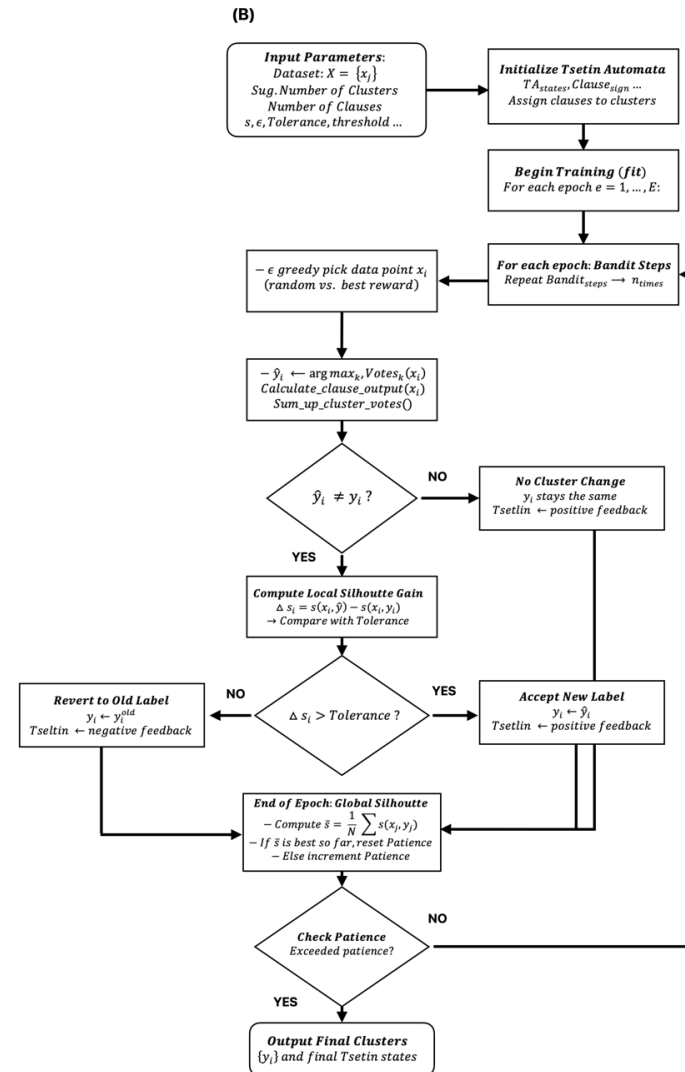 (B)
Input Parameters:
Dataset: X = {x_j}
Sug. Number of Clusters
Number of Clauses
s, ϵ, Tolerance, threshold ...
Initialize Tsetin Automata
TA_states, Clause_sign ...
Assign clauses to clusters
Begin Training (fit)
For each epoch e = 1, ..., E:
For each epoch: Bandit Steps
Repeat Bandit_steps → n_times
− ϵ greedy pick data point x_i
(random vs. best reward)
− ŷ_i ← arg max_k, Votes_k(x_i)
Calculate_clause_output(x_i)
Sum_up_cluster_votes()
ŷ_i ≠ y_i ?
NO
No Cluster Change
y_i stays the same
Tsetlin ← positive feedback
YES
Compute Local Silhoutte Gain
△ s_i = s(x_i, ŷ) − s(x_i, y_i)
→ Compare with Tolerance
△ s_i > Tolerance ?
NO
Revert to Old Label
y_i ← y_i^old
Tseltin ← negative feedback
YES
Accept New Label
y_i ← ŷ_i
Tsetlin ← positive feedback
End of Epoch: Global Silhoutte
− Compute s̄ = 1/N ∑ s(x_j, y_j)
− If s̄ is best so far, reset Patience
− Else increment Patience
Check Patience
Exceeded patience?
NO
YES
Output Final Clusters
{y_i} and final Tsetin states